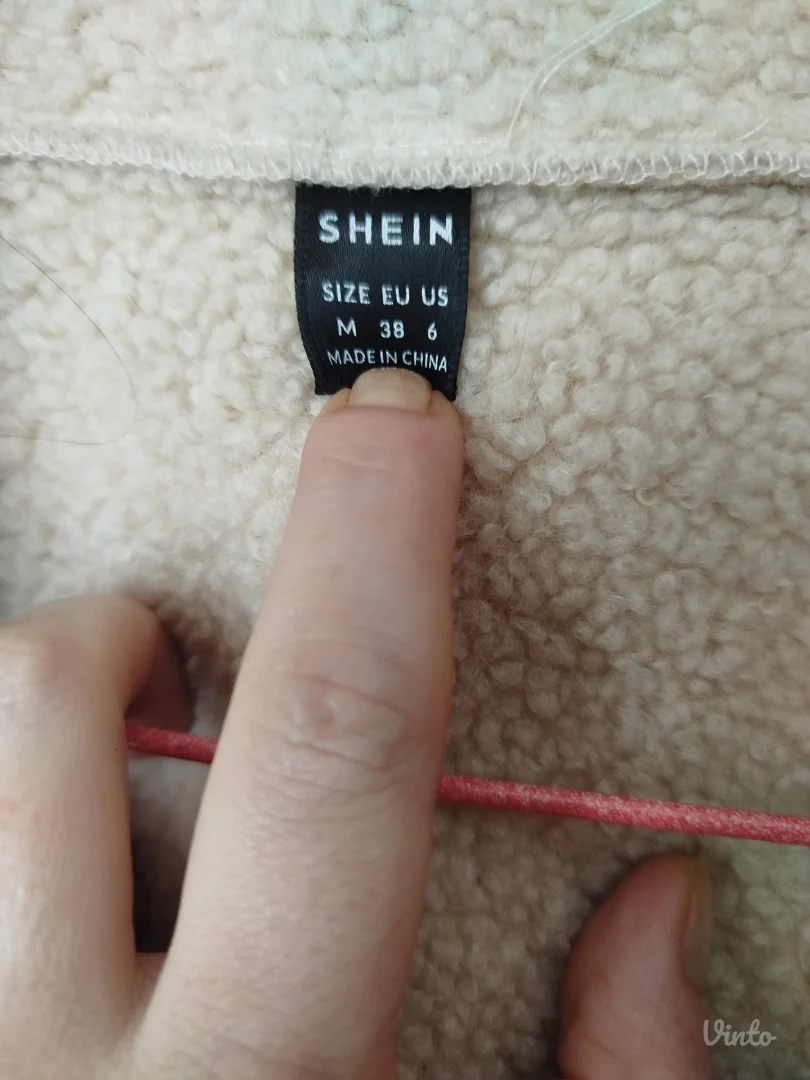 SHEIN
SIZE EU US
M 38 6
MADE IN CHINA
Vinto